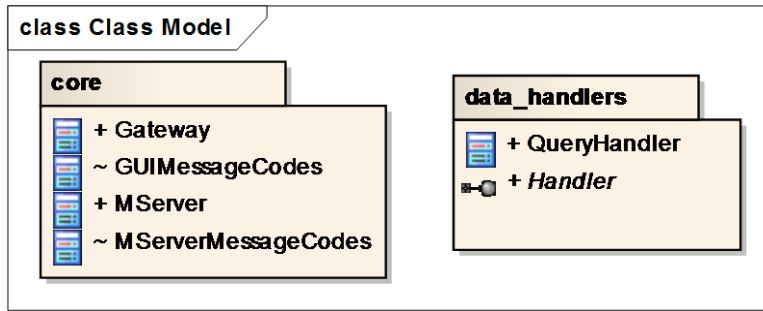 class Class Model
core
+ Gateway
~ GUIMessageCodes
+ MServer
~ MServerMessageCodes
data_handlers
+ QueryHandler
+ Handler